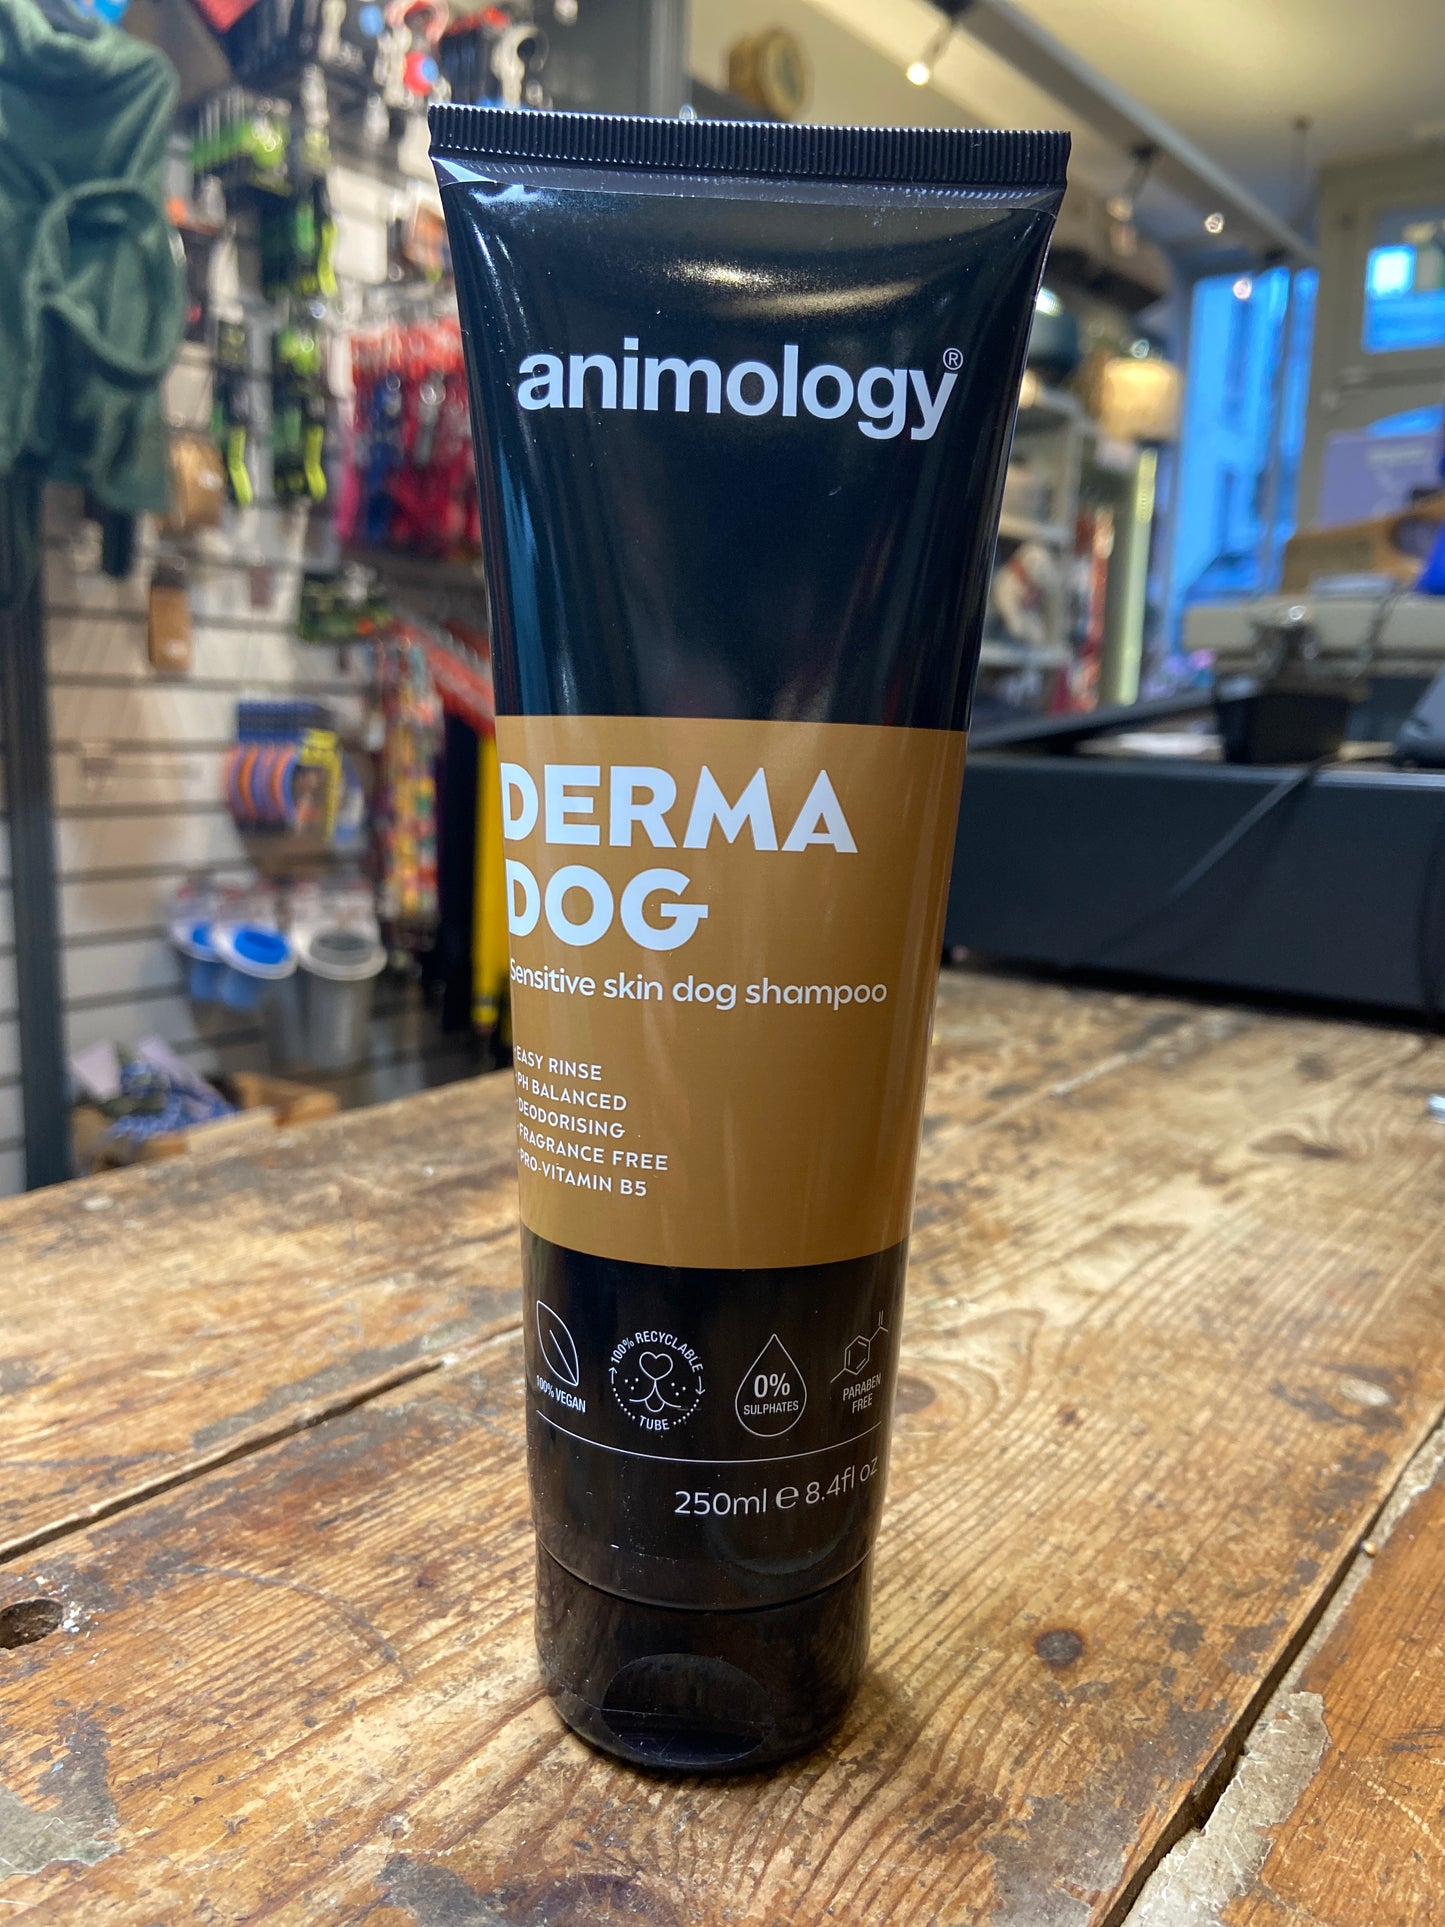 animology®
DERMA
DOG
Sensitive skin dog shampoo
• EASY RINSE
• PH BALANCED
• DEODORISING
• FRAGRANCE FREE
• PRO-VITAMIN B5
100% VEGAN
100% RECYCLABLE
TUBE
0%
SULPHATES
PARABEN
FREE
250ml ℮ 8.4fl oz